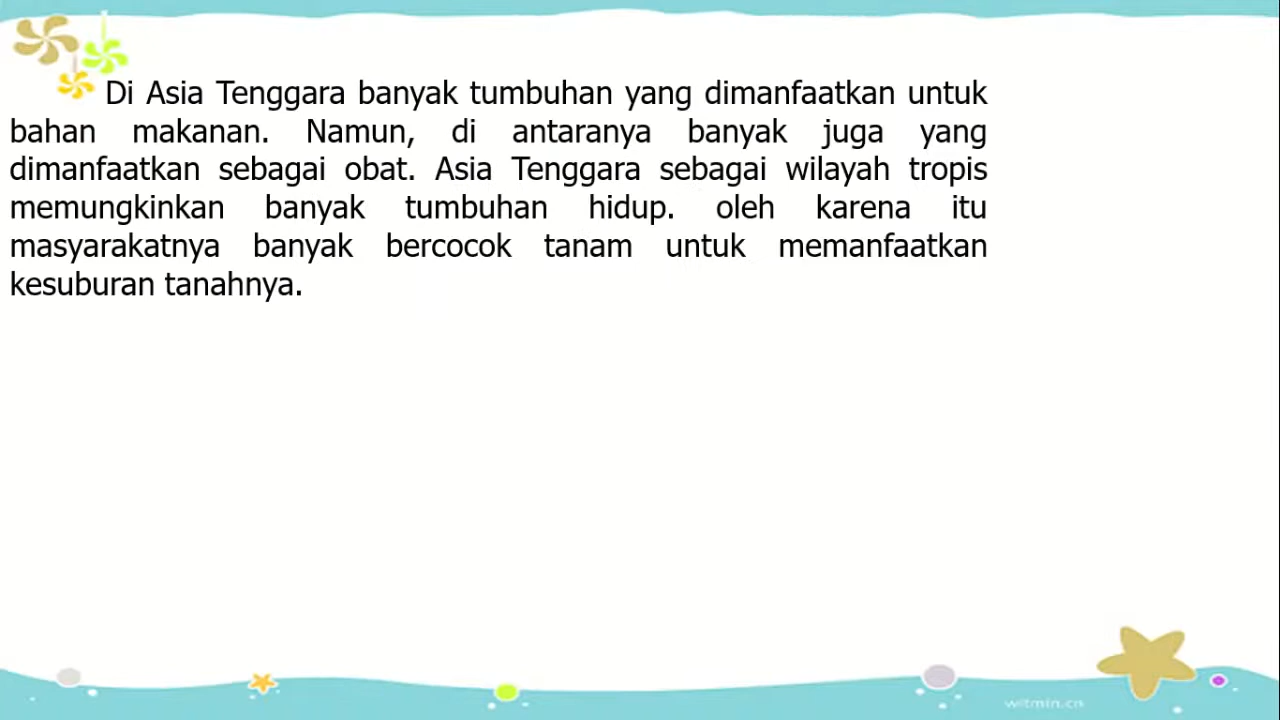 Di Asia Tenggara banyak tumbuhan yang dimanfaatkan untuk
bahan makanan. Namun, di antaranya banyak juga yang
dimanfaatkan sebagai obat. Asia Tenggara sebagai wilayah tropis
memungkinkan banyak tumbuhan hidup. oleh karena itu
masyarakatnya banyak bercocok tanam untuk memanfaatkan
kesuburan tanahnya.
witmin.cn